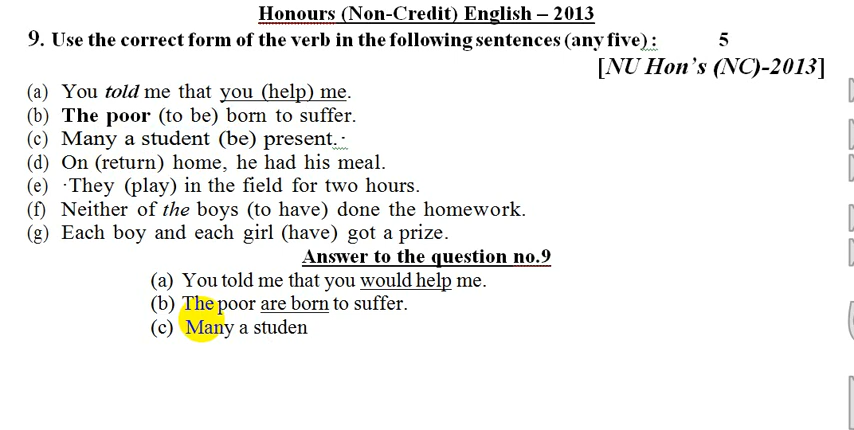 Honours (Non-Credit) English – 2013
9. Use the correct form of the verb in the following sentences (any five) : 5
[NU Hon's (NC)-2013]
(a) You told me that you (help) me.
(b) The poor (to be) born to suffer.
(c) Many a student (be) present.
(d) On (return) home, he had his meal.
(e) They (play) in the field for two hours.
(f) Neither of the boys (to have) done the homework.
(g) Each boy and each girl (have) got a prize.
Answer to the question no.9
(a) You told me that you would help me.
(b) The poor are born to suffer.
(c) Many a studen